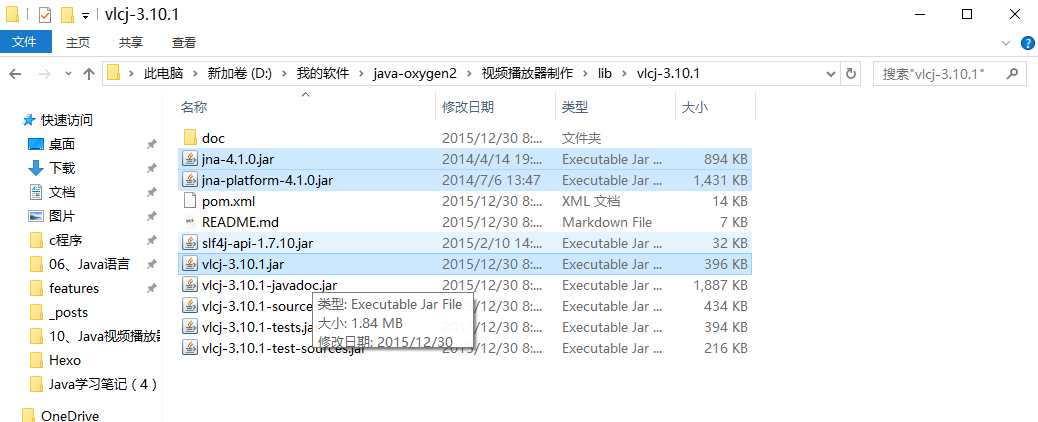 vlcj-3.10.1
文件 主页 共享 查看
此电脑 新加卷 (D:) 我的软件 java-oxygen2 视频播放器制作 lib vlcj-3.10.1 搜索"vlcj-3.10.1"
名称 修改日期 类型 大小
快速访问
桌面
下载
文档
图片
c程序
06、Java语言
features
_posts
10、Java视频播放器
Hexo
Java学习笔记（4）
OneDrive
doc 2015/12/30 8:... 文件夹
jna-4.1.0.jar 2014/4/14 19:... Executable Jar ... 894 KB
jna-platform-4.1.0.jar 2014/7/6 13:47 Executable Jar ... 1,431 KB
pom.xml 2015/12/30 8:... XML 文档 14 KB
README.md 2015/12/30 8:... Markdown File 7 KB
slf4j-api-1.7.10.jar 2015/2/10 14:... Executable Jar ... 32 KB
vlcj-3.10.1.jar 2015/12/30 8:... Executable Jar ... 396 KB
vlcj-3.10.1-javadoc.jar 2015/12/30 8:... Executable Jar ... 1,887 KB
vlcj-3.10.1-source 2015/12/30 8:... Executable Jar ... 434 KB
vlcj-3.10.1-tests.ja 2015/12/30 8:... Executable Jar ... 394 KB
vlcj-3.10.1-test-sources.jar 2015/12/30 8:... Executable Jar ... 216 KB
类型: Executable Jar File
大小: 1.84 MB
修改日期: 2015/12/30